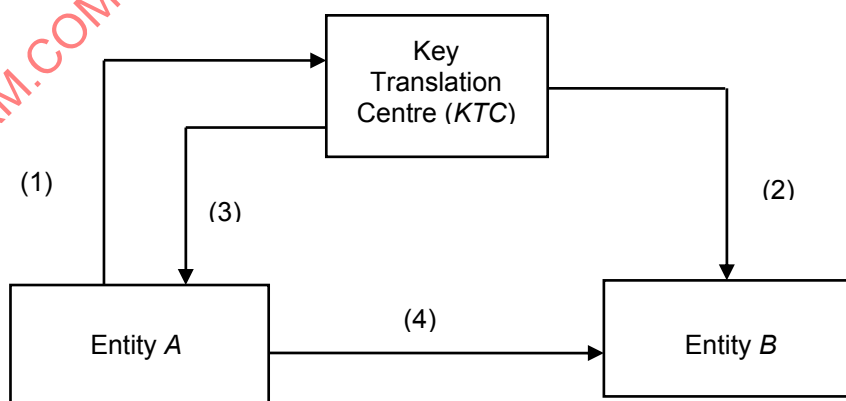 Key
Translation
Centre (KTC)
(1)
(2)
(3)
(4)
Entity A
Entity B